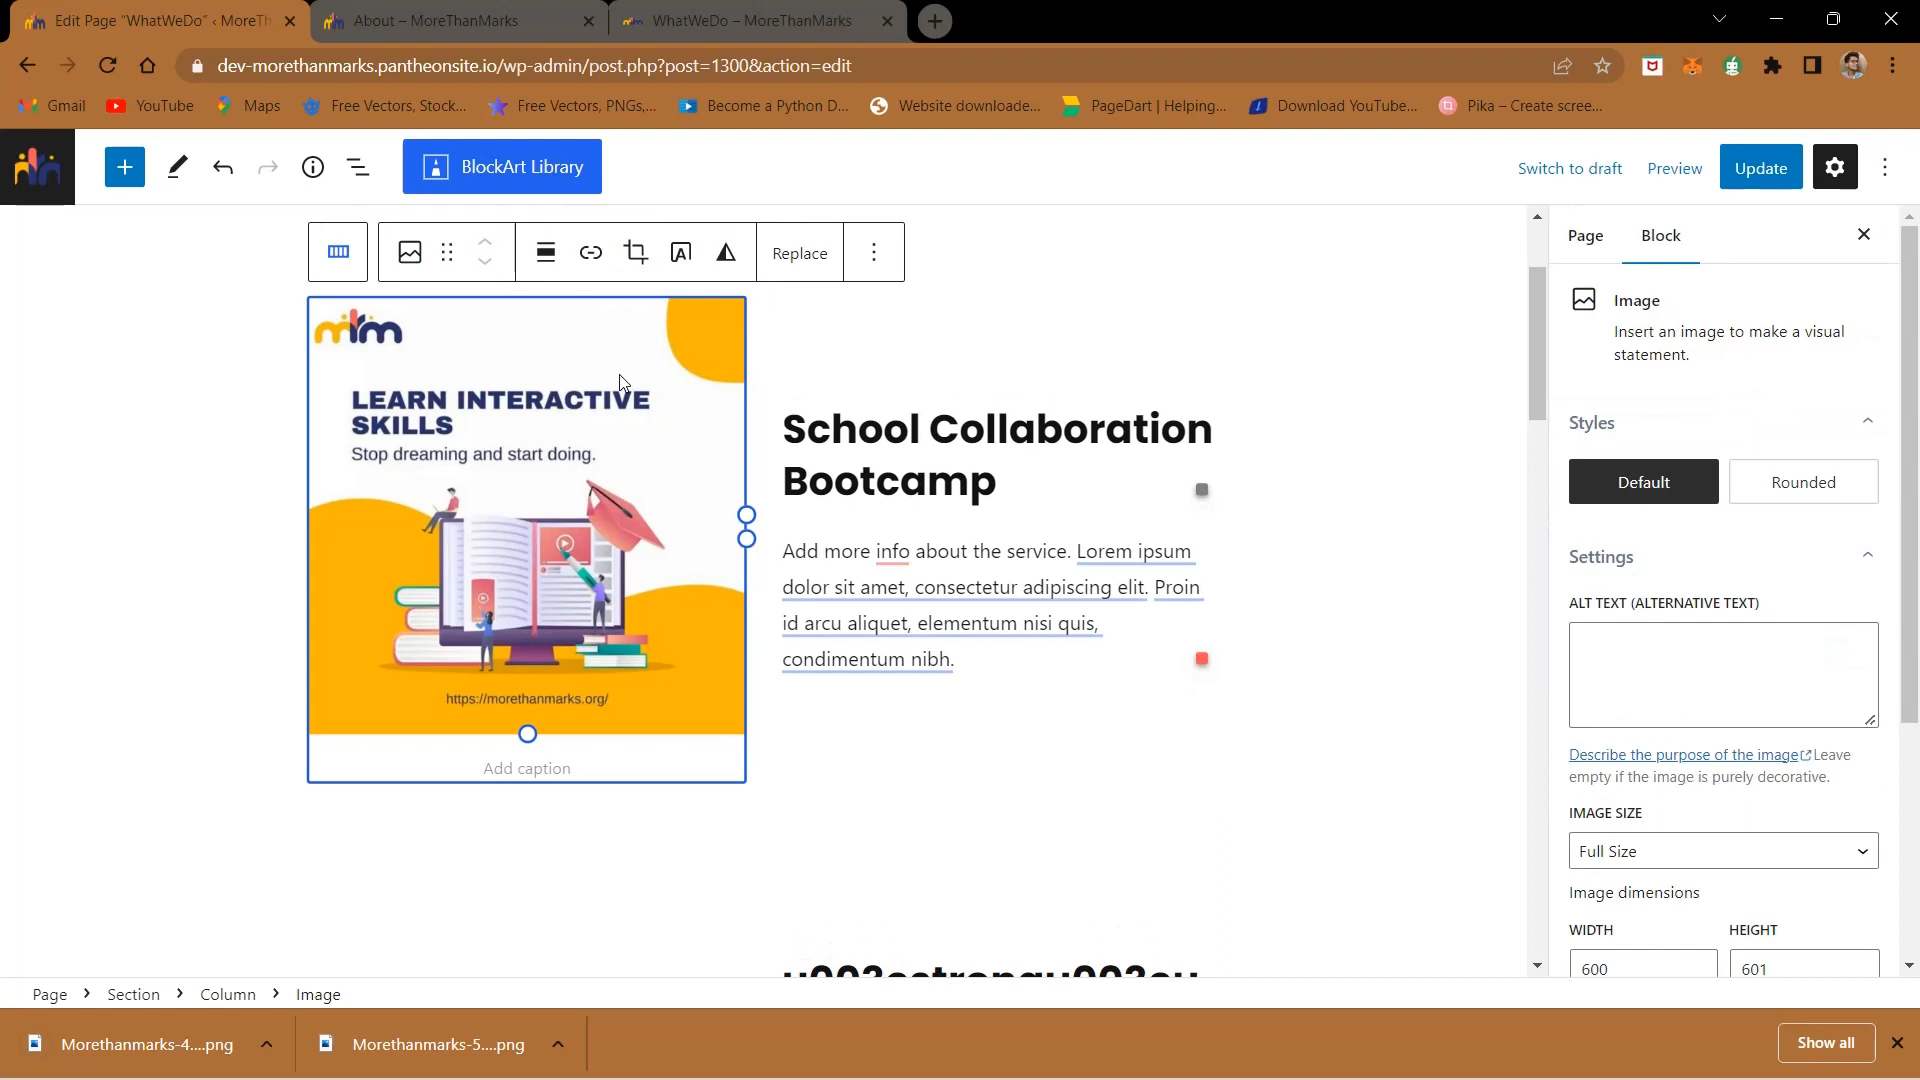 Edit Page “WhatWeDo” ‹ MoreTh
About – MoreThanMarks
WhatWeDo – MoreThanMarks
dev-morethanmarks.pantheonsite.io/wp-admin/post.php?post=1300&action=edit
Gmail
YouTube
Maps
Free Vectors, Stock...
Free Vectors, PNGs,...
Become a Python D...
Website downloade...
PageDart | Helping...
Download YouTube...
Pika – Create scree...
BlockArt Library
Switch to draft
Preview
Update
Replace
Page
Block
Image
Insert an image to make a visual
statement.
mtm
LEARN INTERACTIVE
SKILLS
Stop dreaming and start doing.
https://morethanmarks.org/
Add caption
School Collaboration
Bootcamp
Add more info about the service. Lorem ipsum
dolor sit amet, consectetur adipiscing elit. Proin
id arcu aliquet, elementum nisi quis,
condimentum nibh.
Styles
Default
Rounded
Settings
ALT TEXT (ALTERNATIVE TEXT)
Describe the purpose of the image Leave
empty if the image is purely decorative.
IMAGE SIZE
Full Size
Image dimensions
WIDTH
HEIGHT
600
601
Page
Section
Column
Image
Morethanmarks-4....png
Morethanmarks-5....png
Show all